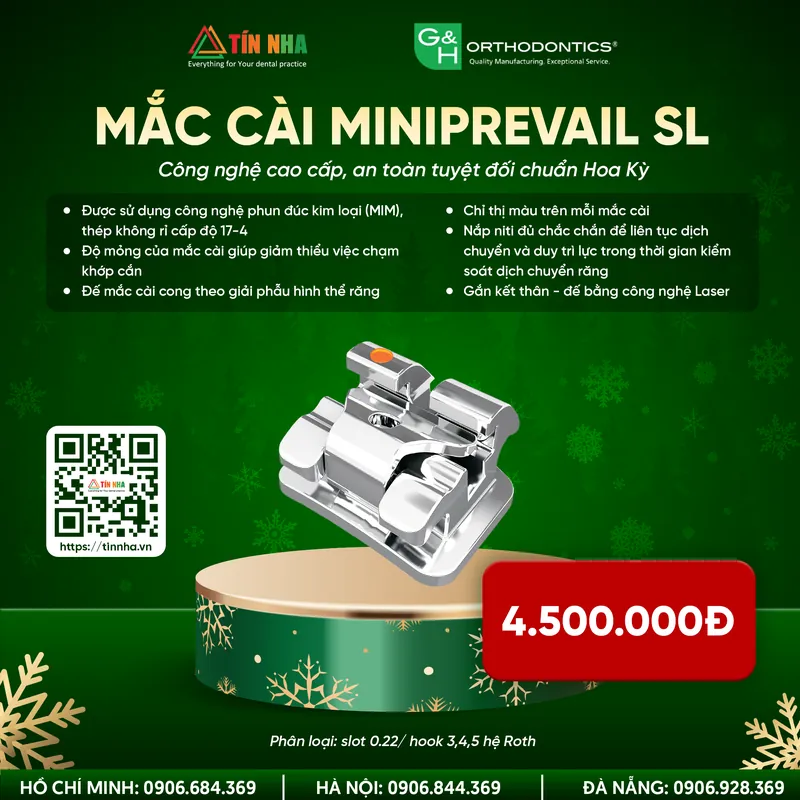 TÍN NHA
Everything for Your dental practice
G&H ORTHODONTICS®
Quality Manufacturing. Exceptional Service.
MẮC CÀI MINIPREVAIL SL
Công nghệ cao cấp, an toàn tuyệt đối chuẩn Hoa Kỳ
• Được sử dụng công nghệ phun đúc kim loại (MIM),
thép không rỉ cấp độ 17-4
• Độ mỏng của mắc cài giúp giảm thiểu việc chạm
khớp cắn
• Đế mắc cài cong theo giải phẫu hình thể răng
• Chỉ thị màu trên mỗi mắc cài
• Nắp niti đủ chắc chắn để liên tục dịch
chuyển và duy trì lực trong thời gian kiểm
soát dịch chuyển răng
• Gắn kết thân - đế bằng công nghệ Laser
TÍN NHA
https://tinnha.vn
4.500.000Đ
Phân loại: slot 0.22/ hook 3,4,5 hệ Roth
HỒ CHÍ MINH: 0906.684.369 | HÀ NỘI: 0906.844.369 | ĐÀ NẴNG: 0906.928.369